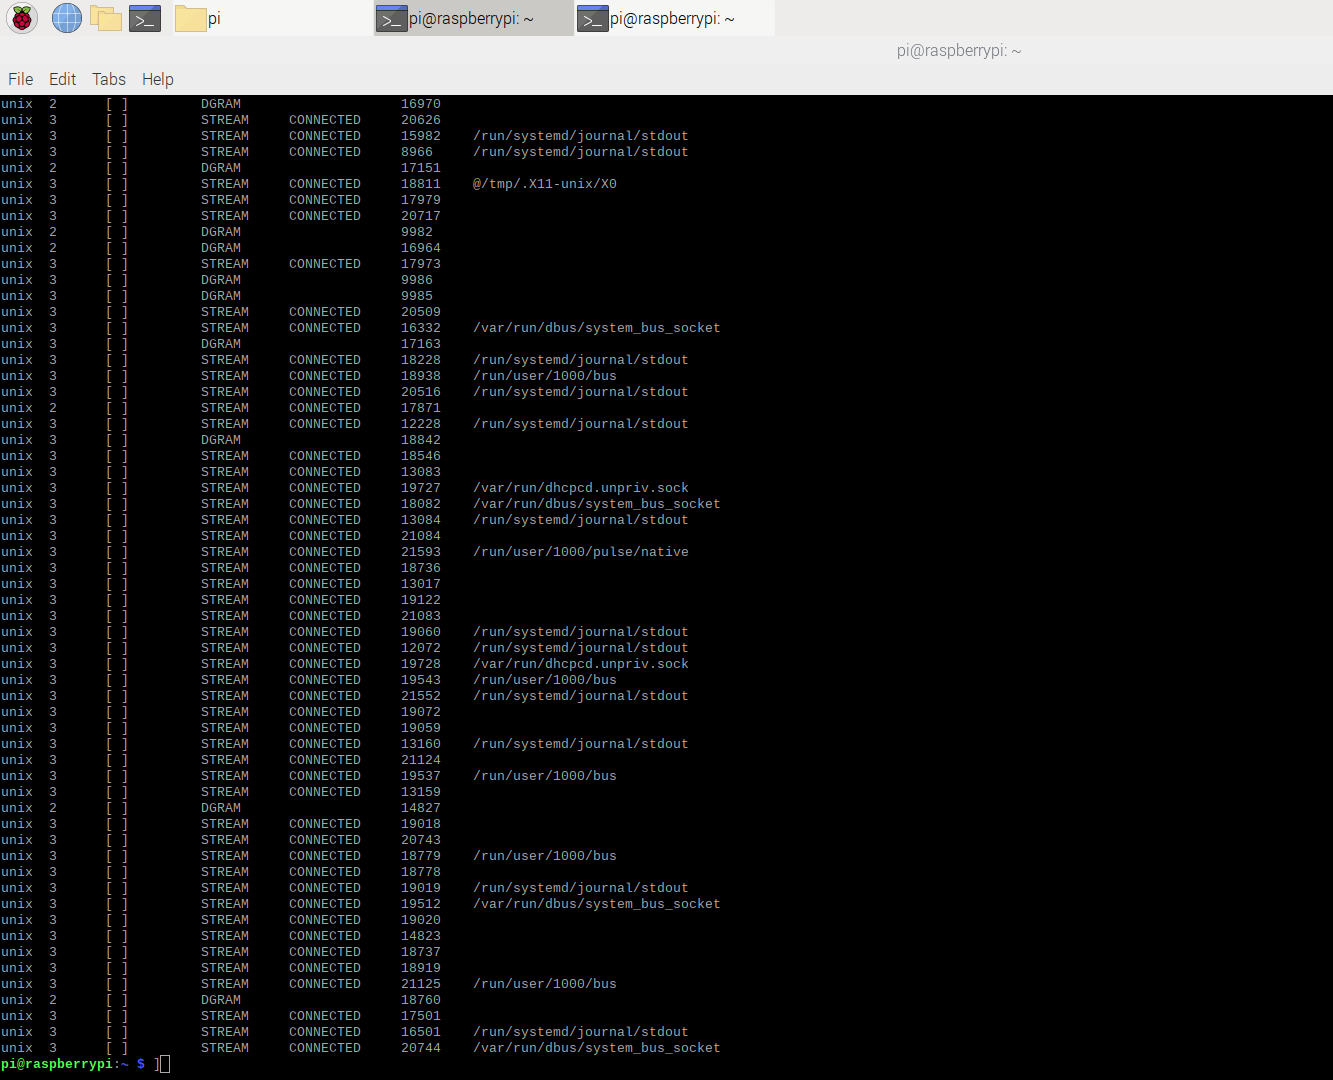 pi pi@raspberrypi: ~ pi@raspberrypi: ~
pi@raspberrypi: ~
File Edit Tabs Help
unix 2 [ ] DGRAM 16970
unix 3 [ ] STREAM CONNECTED 20626
unix 3 [ ] STREAM CONNECTED 15982 /run/systemd/journal/stdout
unix 3 [ ] STREAM CONNECTED 8966 /run/systemd/journal/stdout
unix 2 [ ] DGRAM 17151
unix 3 [ ] STREAM CONNECTED 18811 @/tmp/.X11-unix/X0
unix 3 [ ] STREAM CONNECTED 17979
unix 3 [ ] STREAM CONNECTED 20717
unix 2 [ ] DGRAM 9982
unix 2 [ ] DGRAM 16964
unix 3 [ ] STREAM CONNECTED 17973
unix 3 [ ] DGRAM 9986
unix 3 [ ] DGRAM 9985
unix 3 [ ] STREAM CONNECTED 20509
unix 3 [ ] STREAM CONNECTED 16332 /var/run/dbus/system_bus_socket
unix 3 [ ] DGRAM 17163
unix 3 [ ] STREAM CONNECTED 18228 /run/systemd/journal/stdout
unix 3 [ ] STREAM CONNECTED 18938 /run/user/1000/bus
unix 3 [ ] STREAM CONNECTED 20516 /run/systemd/journal/stdout
unix 2 [ ] STREAM CONNECTED 17871
unix 3 [ ] STREAM CONNECTED 12228 /run/systemd/journal/stdout
unix 3 [ ] DGRAM 18842
unix 3 [ ] STREAM CONNECTED 18546
unix 3 [ ] STREAM CONNECTED 13083
unix 3 [ ] STREAM CONNECTED 19727 /var/run/dhcpcd.unpriv.sock
unix 3 [ ] STREAM CONNECTED 18082 /var/run/dbus/system_bus_socket
unix 3 [ ] STREAM CONNECTED 13084 /run/systemd/journal/stdout
unix 3 [ ] STREAM CONNECTED 21084
unix 3 [ ] STREAM CONNECTED 21593 /run/user/1000/pulse/native
unix 3 [ ] STREAM CONNECTED 18736
unix 3 [ ] STREAM CONNECTED 13017
unix 3 [ ] STREAM CONNECTED 19122
unix 3 [ ] STREAM CONNECTED 21083
unix 3 [ ] STREAM CONNECTED 19060 /run/systemd/journal/stdout
unix 3 [ ] STREAM CONNECTED 12072 /run/systemd/journal/stdout
unix 3 [ ] STREAM CONNECTED 19728 /var/run/dhcpcd.unpriv.sock
unix 3 [ ] STREAM CONNECTED 19543 /run/user/1000/bus
unix 3 [ ] STREAM CONNECTED 21552 /run/systemd/journal/stdout
unix 3 [ ] STREAM CONNECTED 19072
unix 3 [ ] STREAM CONNECTED 19059
unix 3 [ ] STREAM CONNECTED 13160 /run/systemd/journal/stdout
unix 3 [ ] STREAM CONNECTED 21124
unix 3 [ ] STREAM CONNECTED 19537 /run/user/1000/bus
unix 3 [ ] STREAM CONNECTED 13159
unix 2 [ ] DGRAM 14827
unix 3 [ ] STREAM CONNECTED 19018
unix 3 [ ] STREAM CONNECTED 20743
unix 3 [ ] STREAM CONNECTED 18779 /run/user/1000/bus
unix 3 [ ] STREAM CONNECTED 18778
unix 3 [ ] STREAM CONNECTED 19019 /run/systemd/journal/stdout
unix 3 [ ] STREAM CONNECTED 19512 /var/run/dbus/system_bus_socket
unix 3 [ ] STREAM CONNECTED 19020
unix 3 [ ] STREAM CONNECTED 14823
unix 3 [ ] STREAM CONNECTED 18737
unix 3 [ ] STREAM CONNECTED 18919
unix 3 [ ] STREAM CONNECTED 21125 /run/user/1000/bus
unix 2 [ ] DGRAM 18760
unix 3 [ ] STREAM CONNECTED 17501
unix 3 [ ] STREAM CONNECTED 16501 /run/systemd/journal/stdout
unix 3 [ ] STREAM CONNECTED 20744 /var/run/dbus/system_bus_socket
pi@raspberrypi:~ $ ]